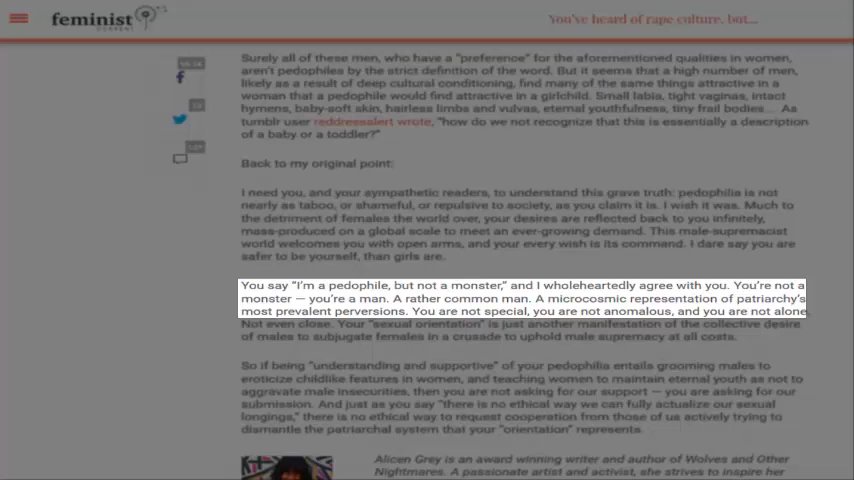 feminist
CURRENT
You've heard of rape culture, but...
Surely all of these men, who have a "preference" for the aforementioned qualities in women,
aren't pedophiles by the strict definition of the word. But it seems that a high number of men,
likely as a result of deep cultural conditioning, find many of the same things attractive in a
woman that a pedophile would find attractive in a girlchild. Small labia, tight vaginas, intact
hymens, baby-soft skin, hairless limbs and vulvas, eternal youthfulness, tiny frail bodies… As
tumblr user reddressalert wrote, "how do we not recognize that this is essentially a description
of a baby or a toddler?"
Back to my original point:
I need you, and your sympathetic readers, to understand this grave truth: pedophilia is not
nearly as taboo, or shameful, or repulsive to society, as you claim it is. I wish it was. Much to
the detriment of females the world over, your desires are reflected back to you infinitely,
mass-produced on a global scale to meet an ever-growing demand. This male-supremacist
world welcomes you with open arms, and your every wish is its command. I dare say you are
safer to be yourself, than girls are.
You say "I'm a pedophile, but not a monster," and I wholeheartedly agree with you. You're not a
monster — you're a man. A rather common man. A microcosmic representation of patriarchy's
most prevalent perversions. You are not special, you are not anomalous, and you are not alone.
Not even close. Your "sexual orientation" is just another manifestation of the collective desire
of males to subjugate females in a crusade to uphold male supremacy at all costs.
So if being "understanding and supportive" of your pedophilia entails grooming males to
eroticize childlike features in women, and teaching women to maintain eternal youth as not to
aggravate male insecurities, then you are not asking for our support — you are asking for our
submission. And just as you say "there is no ethical way we can fully actualize our sexual
longings," there is no ethical way to request cooperation from those of us actively trying to
dismantle the patriarchal system that your "orientation" represents.
Alicen Grey is an award winning writer and author of Wolves and Other
Nightmares. A passionate artist and activist, she strives to inspire her